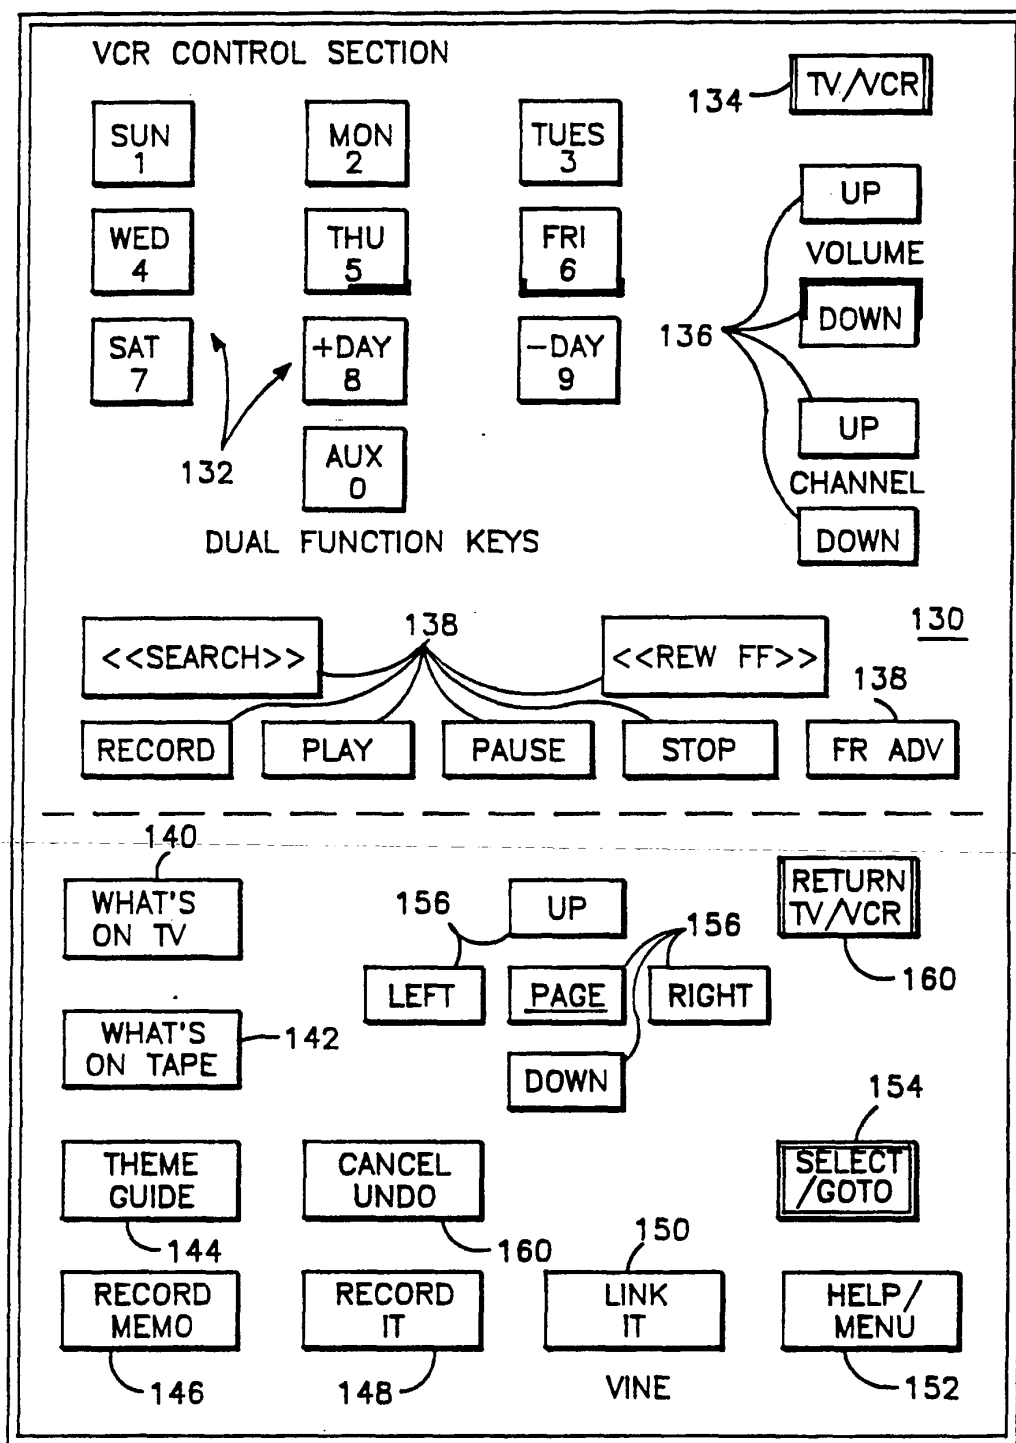 VCR CONTROL SECTION
134
TV/VCR
SUN
1
MON
2
TUES
3
UP
VOLUME
DOWN
WED
4
THU
5
FRI
6
136
SAT
7
+DAY
8
-DAY
9
UP
CHANNEL
DOWN
132
AUX
0
DUAL FUNCTION KEYS
130
<<SEARCH>>
138
<<REW FF>>
138
RECORD
PLAY
PAUSE
STOP
FR ADV
140
WHAT'S
ON TV
156
UP
156
RETURN
TV/VCR
160
LEFT
PAGE
RIGHT
WHAT'S
ON TAPE
142
DOWN
154
THEME
GUIDE
144
CANCEL
UNDO
160
SELECT
/GOTO
150
RECORD
MEMO
146
RECORD
IT
148
LINK
IT
VINE
HELP/
MENU
152